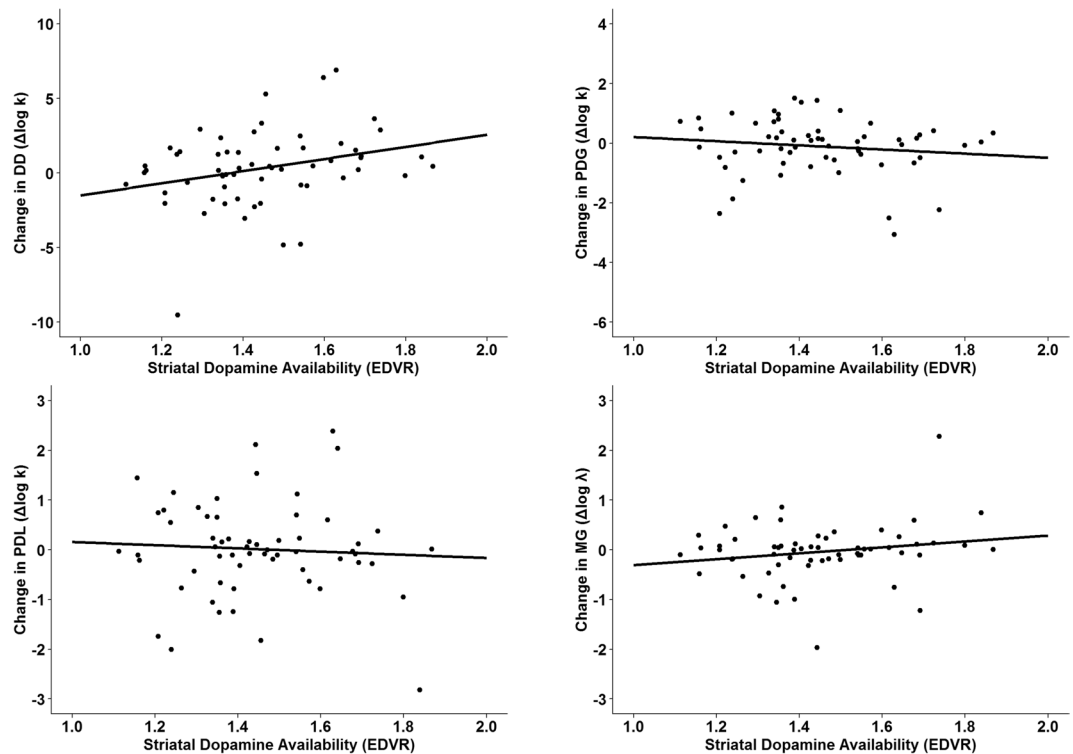 Change in DD (Δlog k)
10
5
0
-5
-10
1.0 1.2 1.4 1.6 1.8 2.0
Striatal Dopamine Availability (EDVR)
Change in PDG (Δlog k)
4
2
0
-2
-4
-6
1.0 1.2 1.4 1.6 1.8 2.0
Striatal Dopamine Availability (EDVR)
Change in PDL (Δlog k)
3
2
1
0
-1
-2
-3
1.0 1.2 1.4 1.6 1.8 2.0
Striatal Dopamine Availability (EDVR)
Change in MG (Δlog λ)
3
2
1
0
-1
-2
-3
1.0 1.2 1.4 1.6 1.8 2.0
Striatal Dopamine Availability (EDVR)